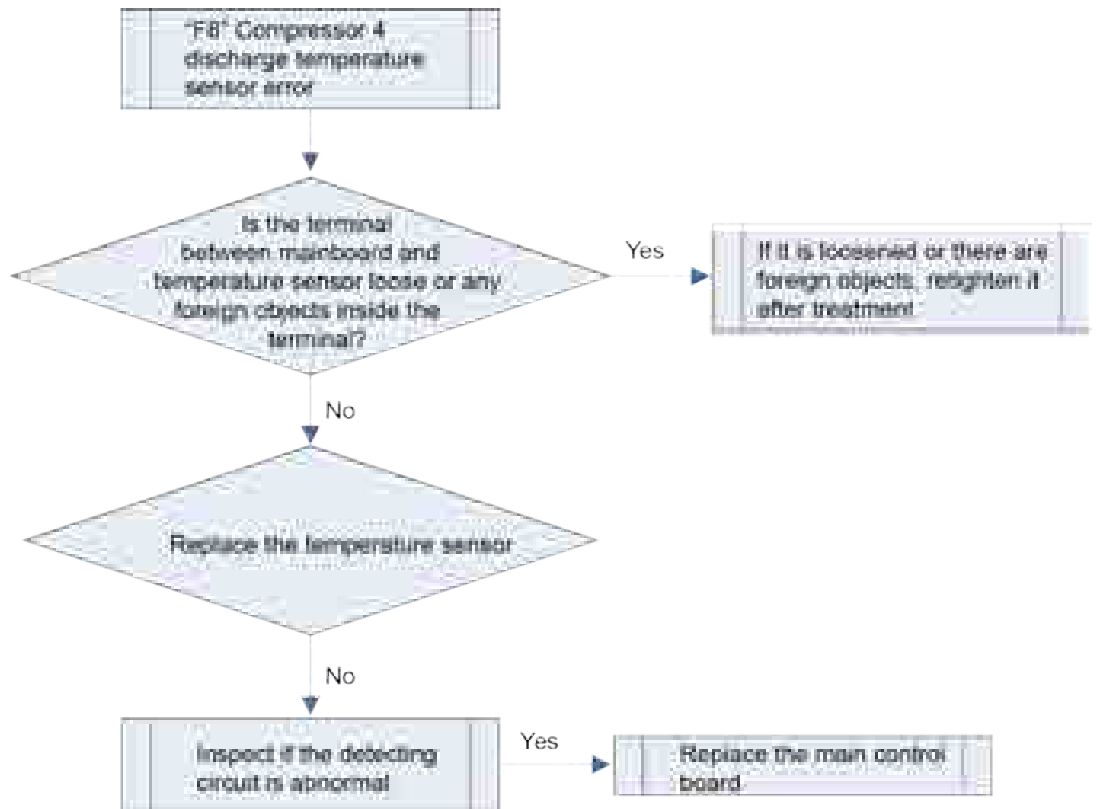 "F8" Compressor 4
discharge temperature
sensor error
Is the terminal
between mainboard and
temperature sensor loose or any
foreign objects inside the
terminal?
Yes
If it is loosened or there are
foreign objects, retighten it
after treatment
No
Replace the temperature sensor
No
Inspect if the detecting
circuit is abnormal
Yes
Replace the main control
board